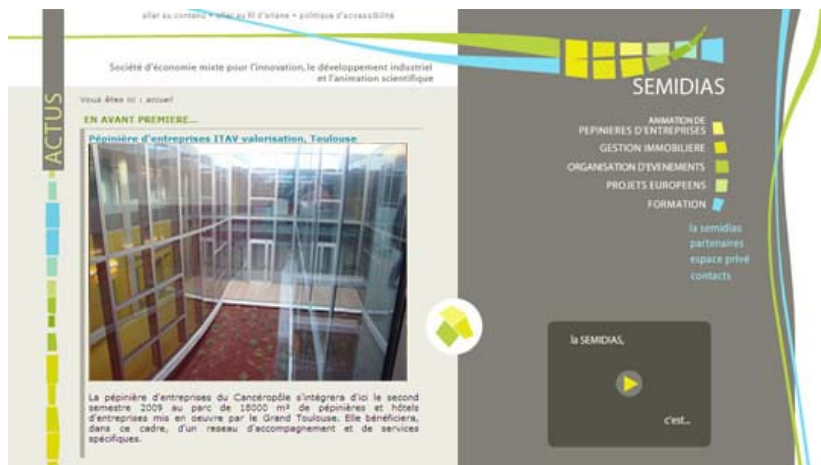 aller au contenu • aller au fil d'ariane • politique d'accessibilité
Société d'économie mixte pour l'innovation, le développement industriel
et l'animation scientifique
ACTUS
Vous êtes ici : accueil
EN AVANT PREMIERE...
Pépinière d'entreprises ITAV valorisation, Toulouse
La pépinière d'entreprises du Cancéropôle s'intègrera d'ici le second
semestre 2009 au parc de 18000 m² de pépinières et hôtels
d'entreprises mis en oeuvre par le Grand Toulouse. Elle bénéficiera,
dans ce cadre, d'un reseau d'accompagnement et de services
spécifiques.
SEMIDIAS
ANIMATION DE
PEPINIERES D'ENTREPRISES
GESTION IMMOBILIERE
ORGANISATION D'EVENEMENTS
PROJETS EUROPEENS
FORMATION
la semidias
partenaires
espace privé
contacts
la SEMIDIAS,
c'est...